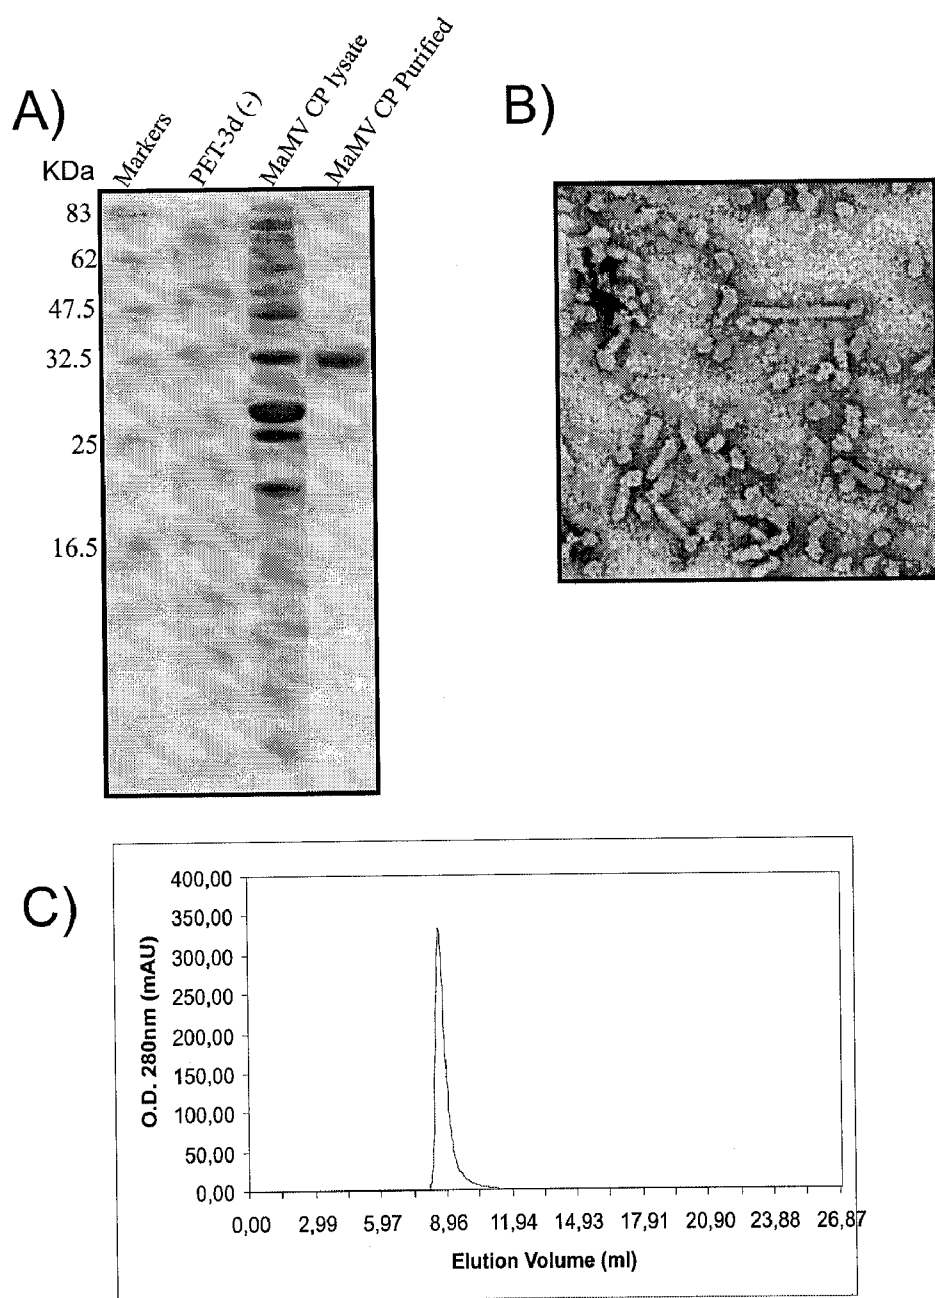 A)
KDa
Markers
PET-3d (-)
MaMV CP lysate
MaMV CP Purified
83
62
47.5
32.5
25
16.5
B)
C)
O.D. 280nm (mAU)
400,00
350,00
300,00
250,00
200,00
150,00
100,00
50,00
0,00
0,00 2,99 5,97 8,96 11,94 14,93 17,91 20,90 23,88 26,87
Elution Volume (ml)